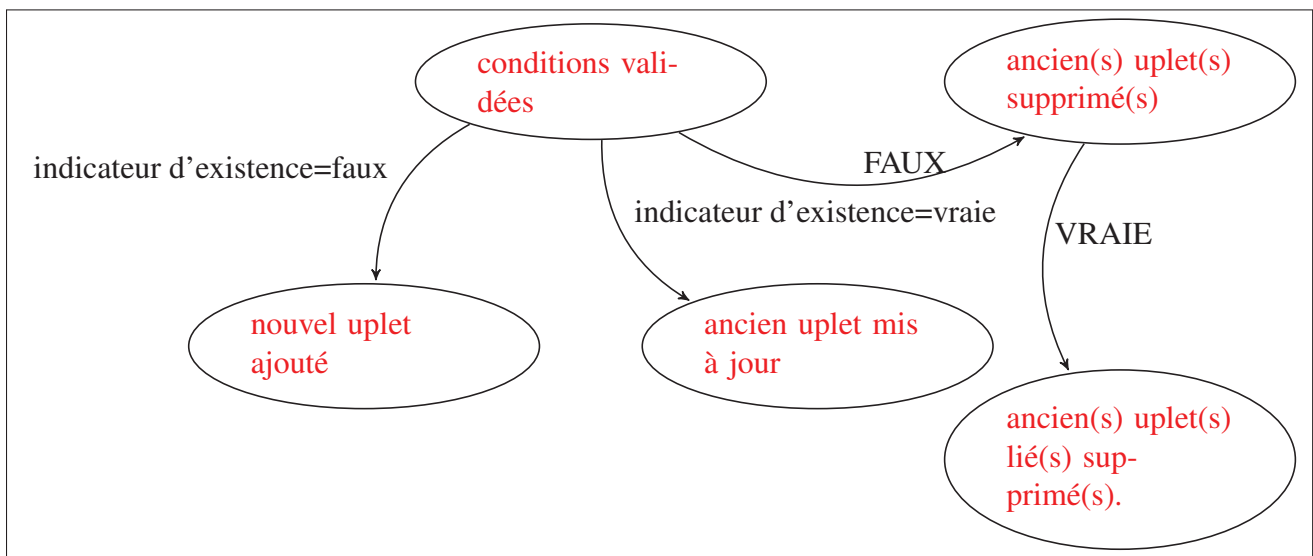 conditions vali-
dées
ancien(s) uplet(s)
supprimé(s)
indicateur d'existence=faux
FAUX
indicateur d'existence=vraie
VRAIE
nouvel uplet
ajouté
ancien uplet mis
à jour
ancien(s) uplet(s)
lié(s) sup-
primé(s).